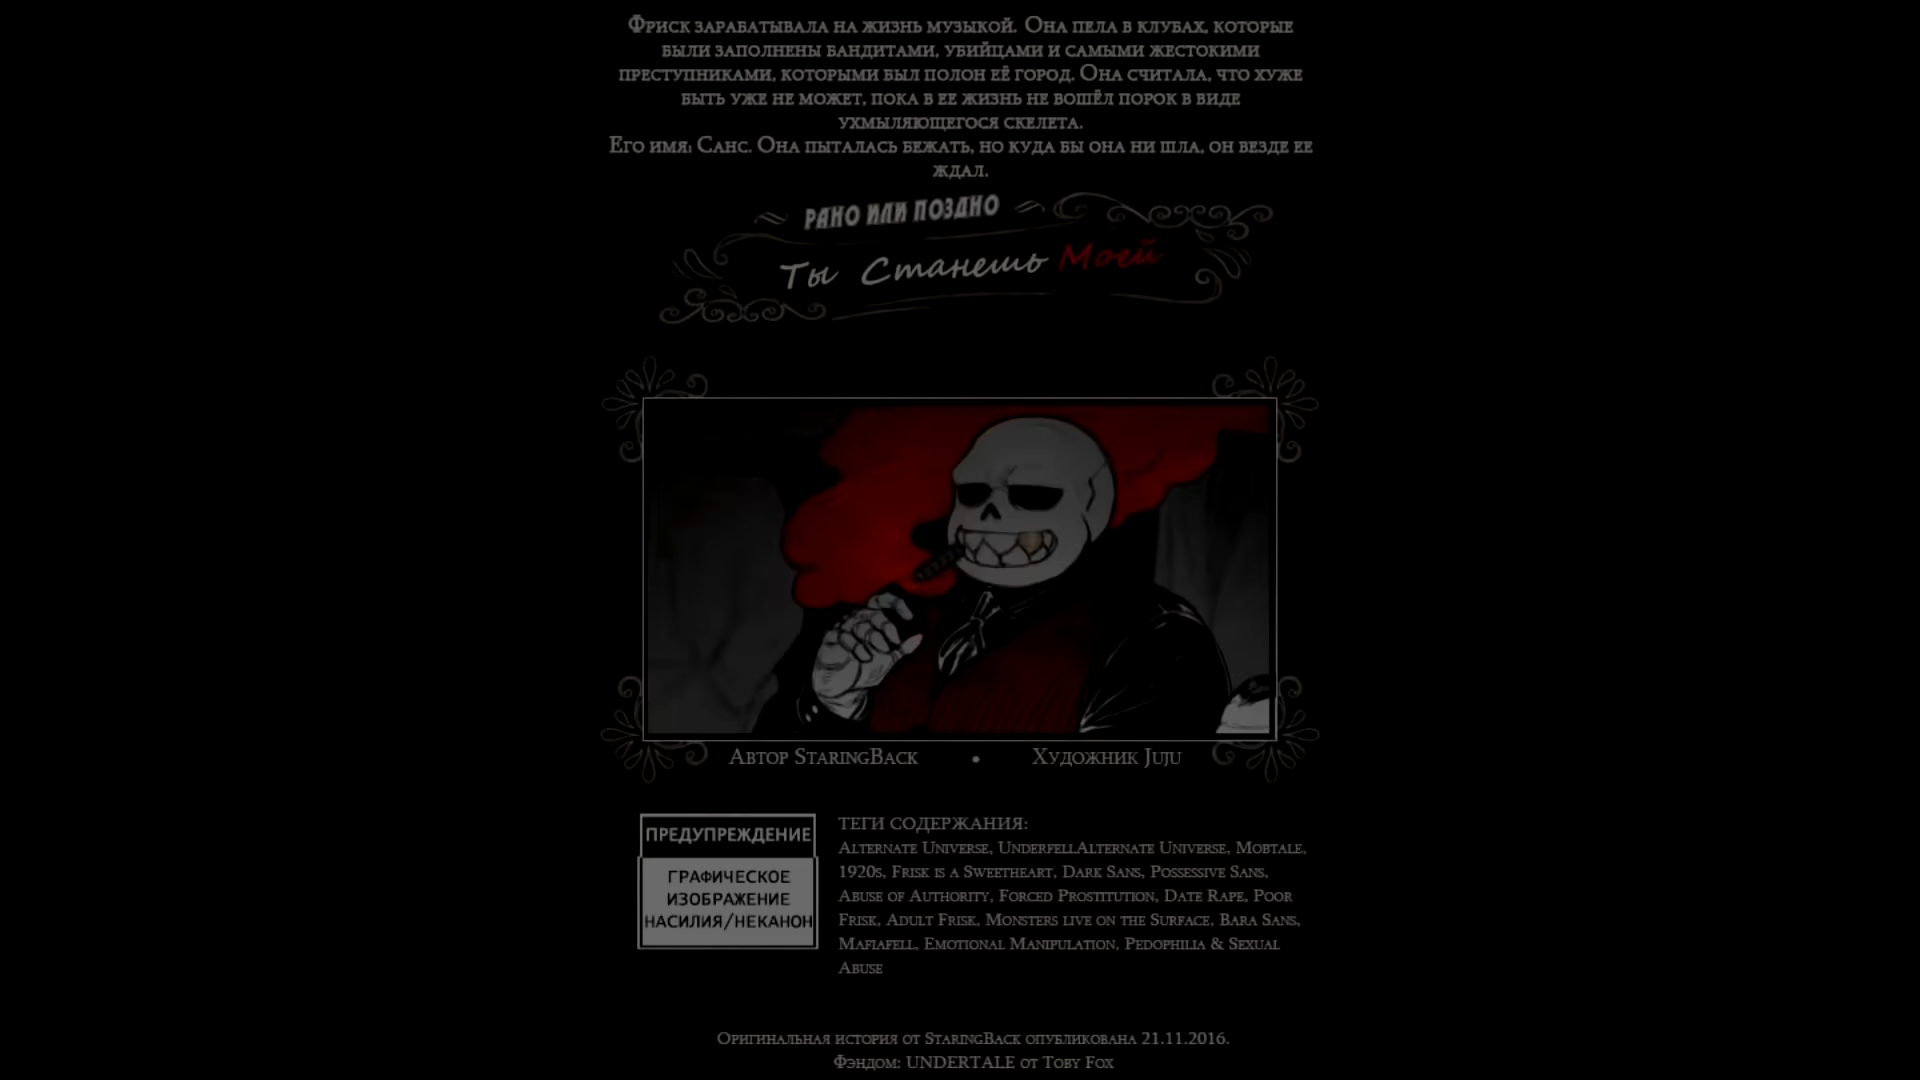 Фриск зарабатывала на жизнь музыкой. Она пела в клубах, которые
были заполнены бандитами, убийцами и самыми жестокими
преступниками, которыми был полон её город. Она считала, что хуже
быть уже не может, пока в ее жизнь не вошёл порок в виде
ухмыляющегося скелета.
Его имя: Санс. Она пыталась бежать, но куда бы она ни шла, он везде ее
ждал.
РАНО ИЛИ ПОЗДНО
Ты Станешь Моей
Автор StaringBack • Художник Juju
ПРЕДУПРЕЖДЕНИЕ
ГРАФИЧЕСКОЕ
ИЗОБРАЖЕНИЕ
НАСИЛИЯ/НЕКАНОН
ТЕГИ СОДЕРЖАНИЯ:
Alternate Universe, UnderfellAlternate Universe, Mobtale,
1920s, Frisk is a Sweetheart, Dark Sans, Possessive Sans,
Abuse of Authority, Forced Prostitution, Date Rape, Poor
Frisk, Adult Frisk, Monsters live on the Surface, Bara Sans,
Mafiafell, Emotional Manipulation, Pedophilia & Sexual
Abuse
Оригинальная история от StaringBack опубликована 21.11.2016.
Фэндом: UNDERTALE от Toby Fox